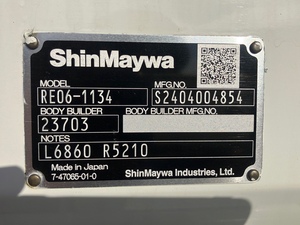 ShinMaywa
MODEL MFG.NO.
RE06-1134 S2404004854
BODY BUILDER BODY BUILDER MFG.NO.
23703
NOTES
L6860 R5210
Made in Japan
7-47065-01-0 ShinMaywa Industries, Ltd.